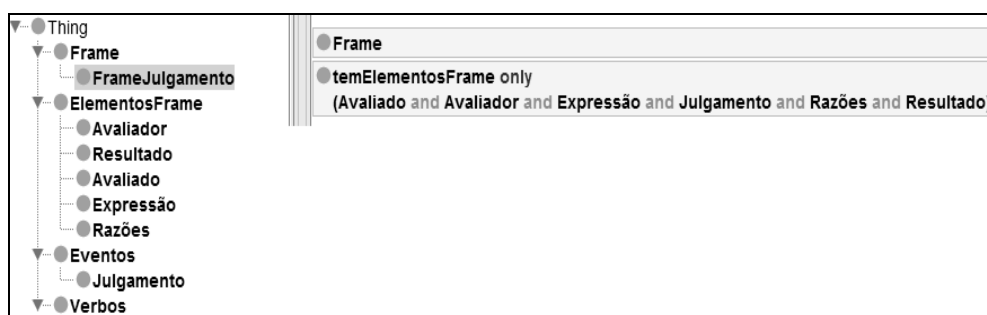 Thing
Frame
FrameJulgamento
ElementosFrame
Avaliador
Resultado
Avaliado
Expressão
Razões
Eventos
Julgamento
Verbos
Frame
temElementosFrame only
(Avaliado and Avaliador and Expressão and Julgamento and Razões and Resultado)